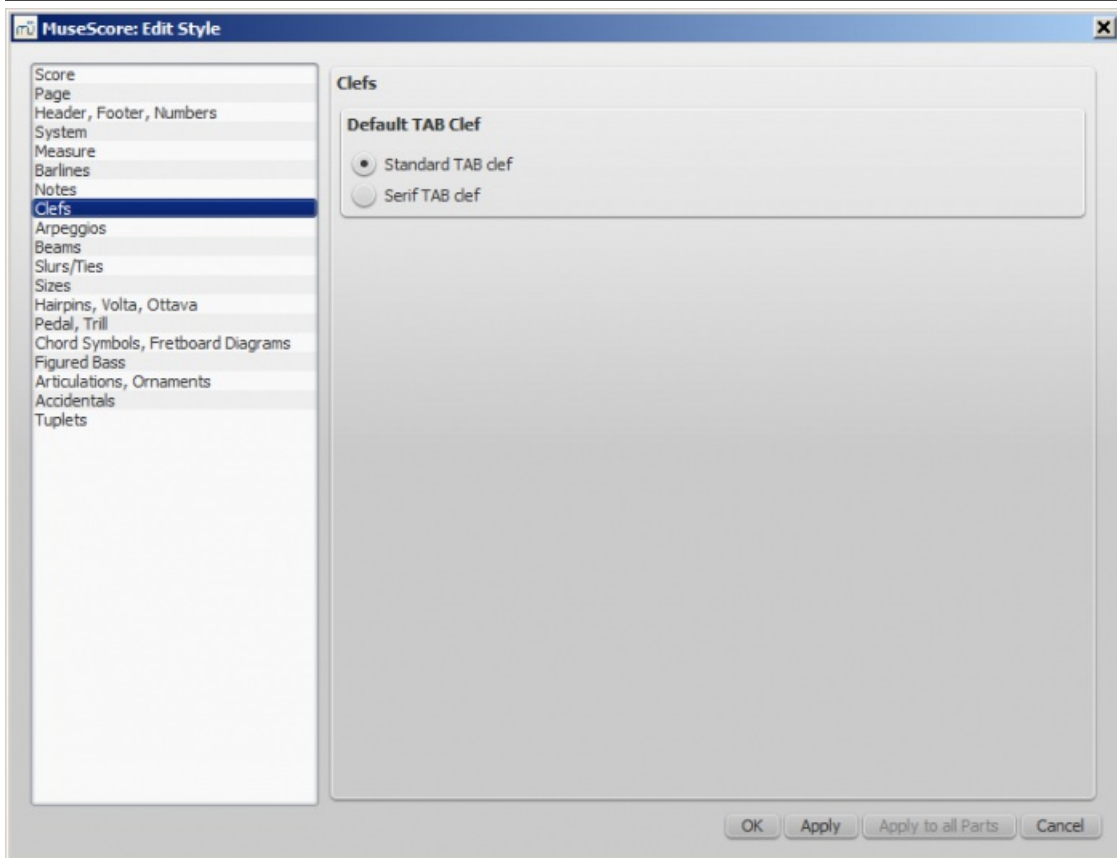 MuseScore: Edit Style
Score
Page
Header, Footer, Numbers
System
Measure
Barlines
Notes
Clefs
Arpeggios
Beams
Slurs/Ties
Sizes
Hairpins, Volta, Ottava
Pedal, Trill
Chord Symbols, Fretboard Diagrams
Figured Bass
Articulations, Ornaments
Accidentals
Tuplets
Clefs
Default TAB Clef
Standard TAB clef
Serif TAB clef
OK Apply Apply to all Parts Cancel